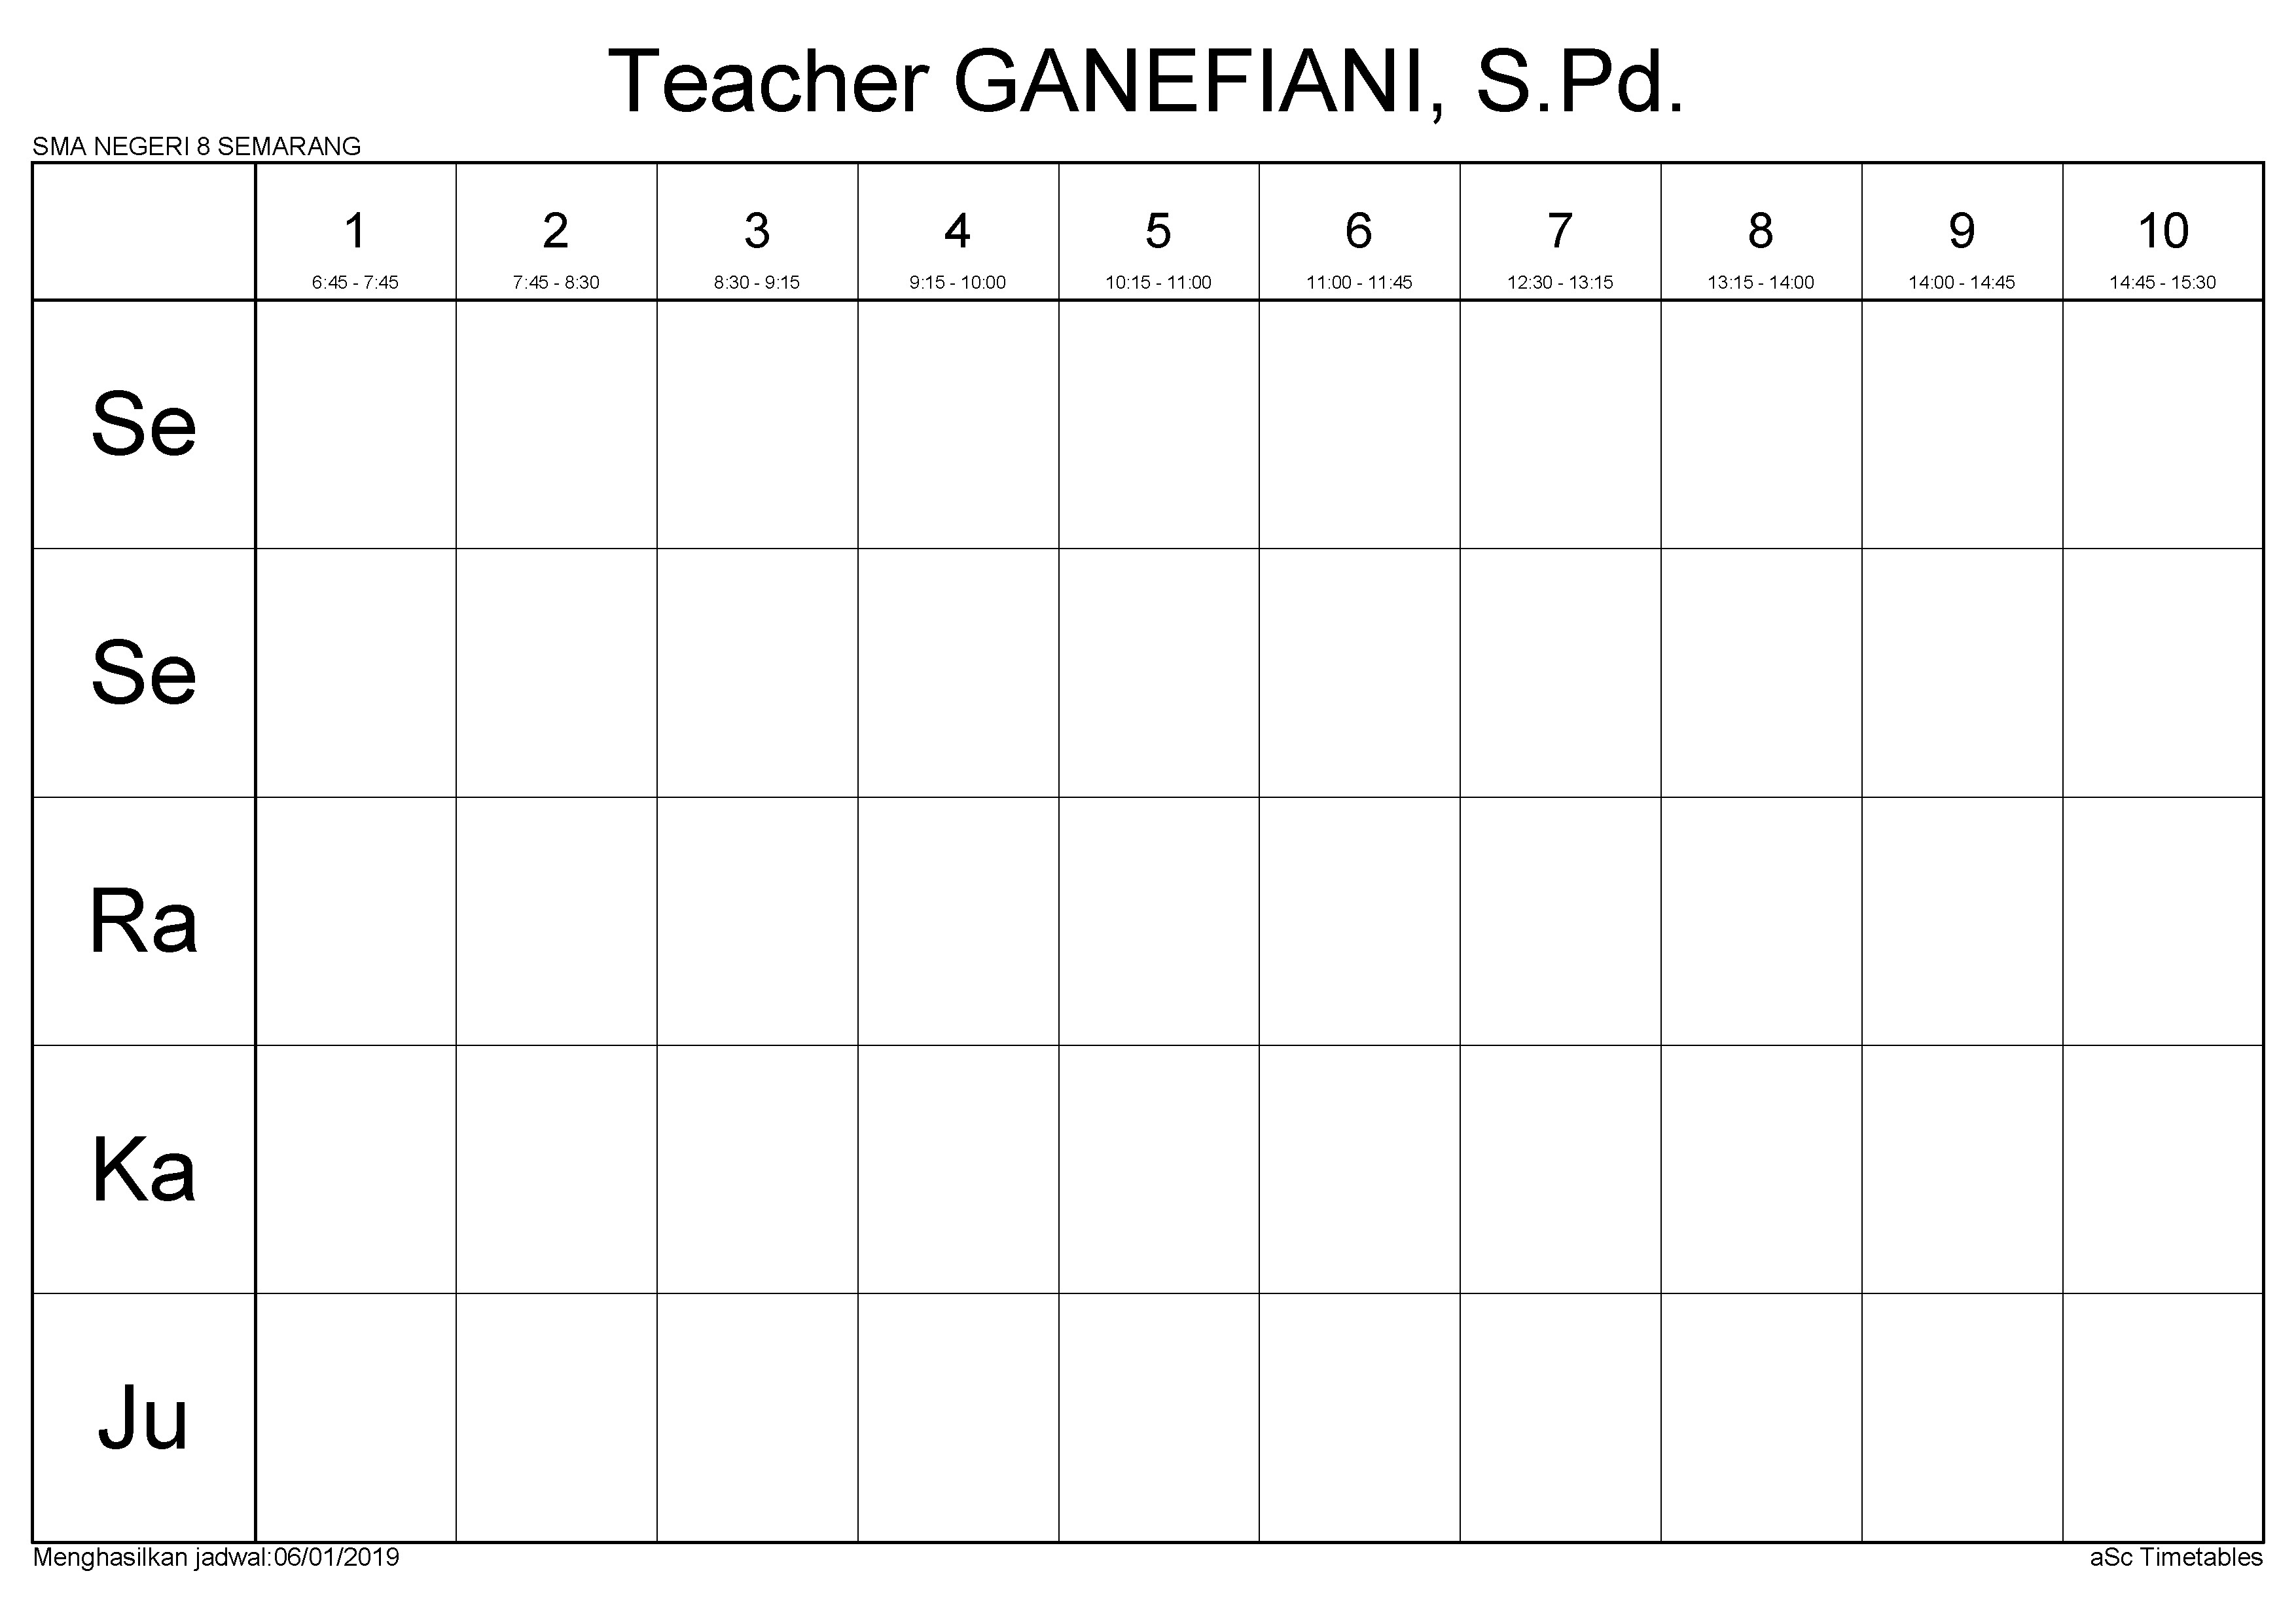 Teacher GANEFIANI, S.Pd.
SMA NEGERI 8 SEMARANG
1 2 3 4 5 6 7 8 9 10
6:45 - 7:45 7:45 - 8:30 8:30 - 9:15 9:15 - 10:00 10:15 - 11:00 11:00 - 11:45 12:30 - 13:15 13:15 - 14:00 14:00 - 14:45 14:45 - 15:30
Se
Se
Ra
Ka
Ju
Menghasilkan jadwal:06/01/2019 aSc Timetables